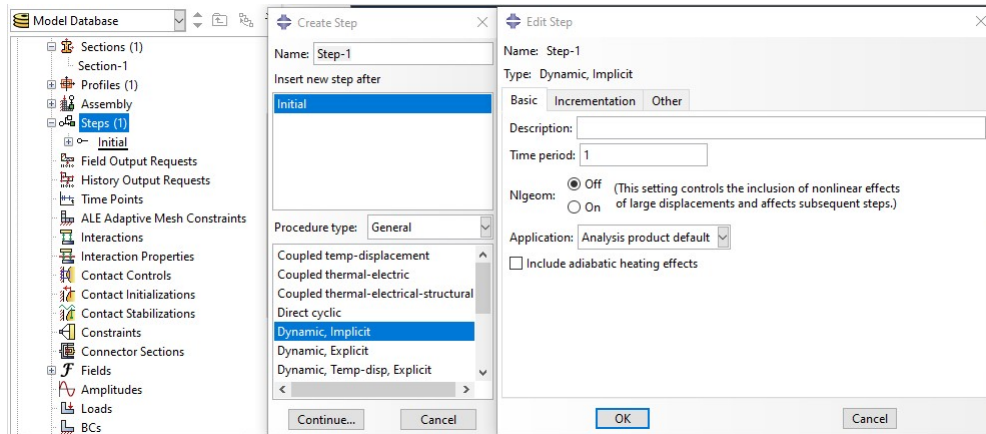 Model Database
Sections (1)
Section-1
Profiles (1)
Assembly
Steps (1)
Initial
Field Output Requests
History Output Requests
Time Points
ALE Adaptive Mesh Constraints
Interactions
Interaction Properties
Contact Controls
Contact Initializations
Contact Stabilizations
Constraints
Connector Sections
Fields
Amplitudes
Loads
BCs
Create Step
Name: Step-1
Insert new step after
Initial
Procedure type: General
Coupled temp-displacement
Coupled thermal-electric
Coupled thermal-electrical-structural
Direct cyclic
Dynamic, Implicit
Dynamic, Explicit
Dynamic, Temp-disp, Explicit
Continue... Cancel
Edit Step
Name: Step-1
Type: Dynamic, Implicit
Basic Incrementation Other
Description:
Time period: 1
Nlgeom: Off (This setting controls the inclusion of nonlinear effects
On of large displacements and affects subsequent steps.)
Application: Analysis product default
Include adiabatic heating effects
OK Cancel